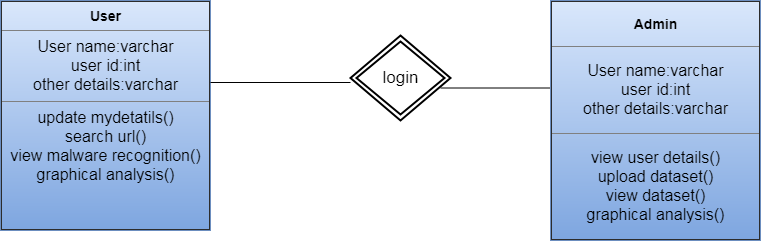 User
User name:varchar
user id:int
other details:varchar
update mydetatils()
search url()
view malware recognition()
graphical analysis()
login
Admin
User name:varchar
user id:int
other details:varchar
view user details()
upload dataset()
view dataset()
graphical analysis()